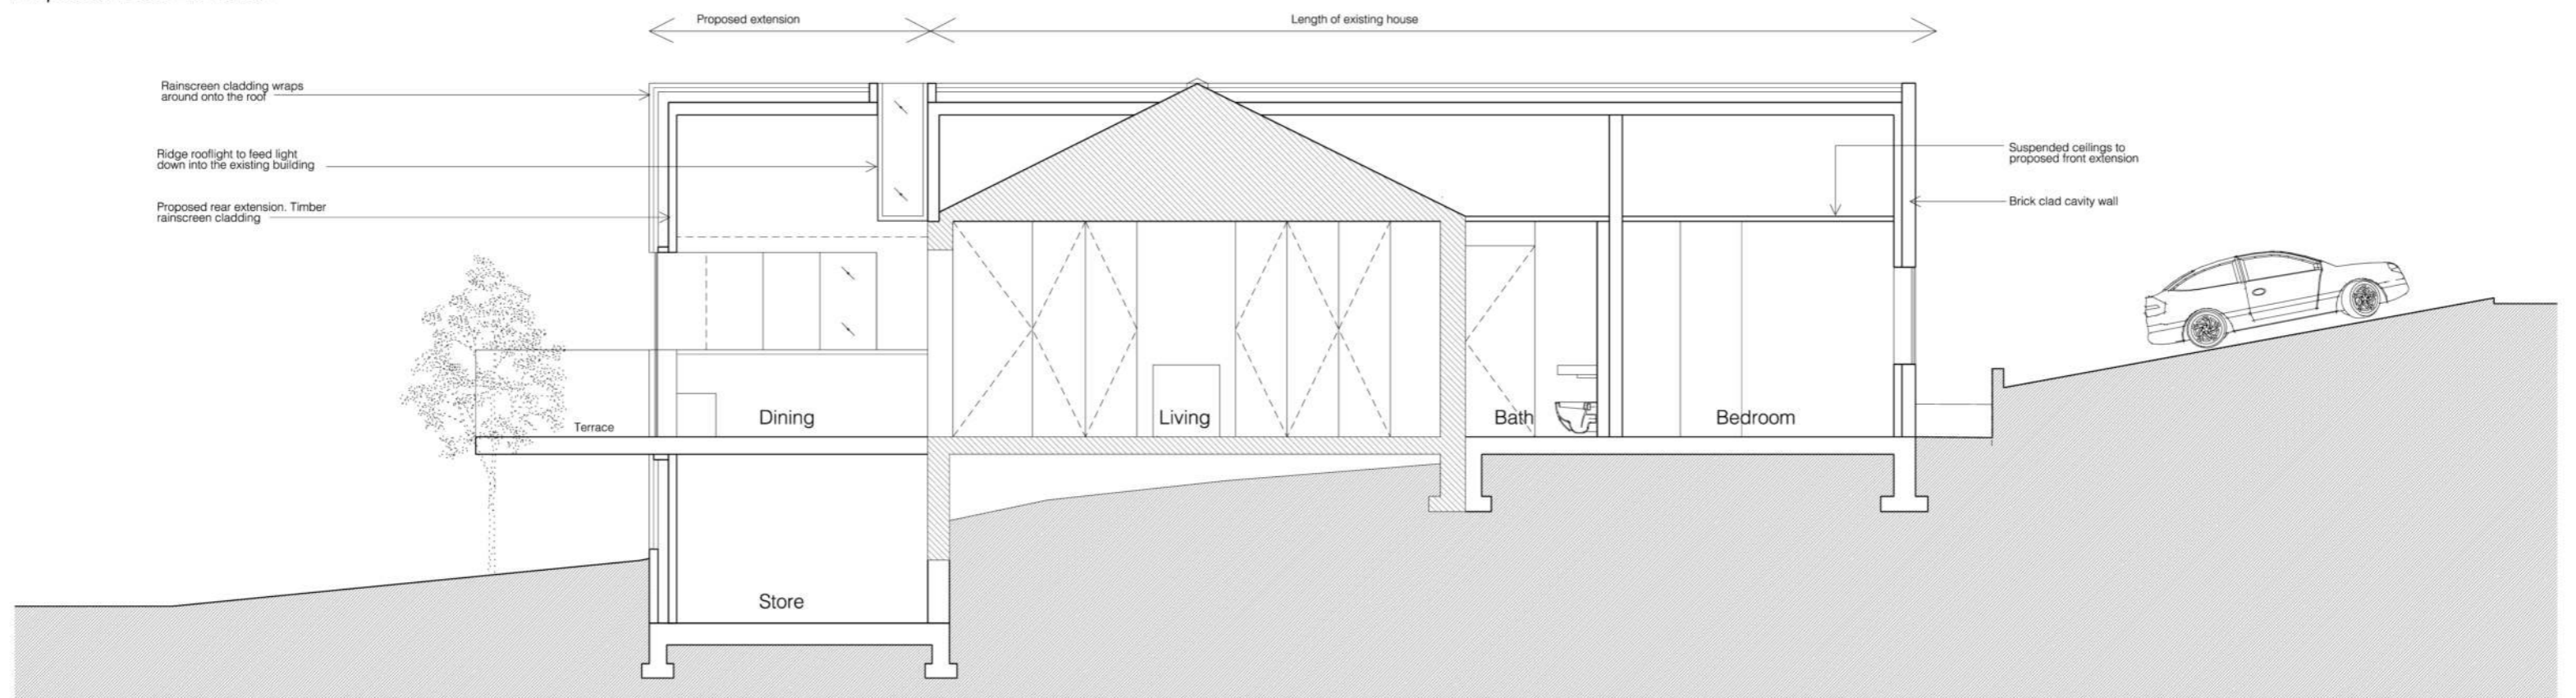 Proposed extension
Length of existing house
Rainscreen cladding wraps
around onto the roof
Ridge rooflight to feed light
down into the existing building
Proposed rear extension. Timber
rainscreen cladding
Suspended ceilings to
proposed front extension
Brick clad cavity wall
Terrace
Dining
Living
Bath
Bedroom
Store